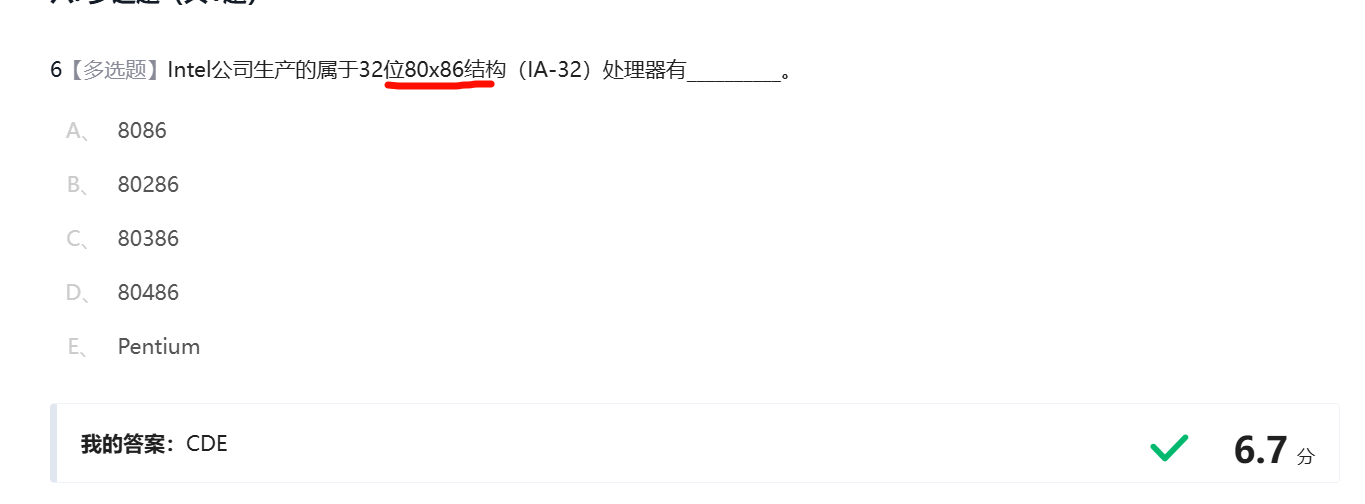 6【多选题】Intel公司生产的属于32位80x86结构（IA-32）处理器有__________。
A、 8086
B、 80286
C、 80386
D、 80486
E、 Pentium
我的答案：CDE 6.7 分